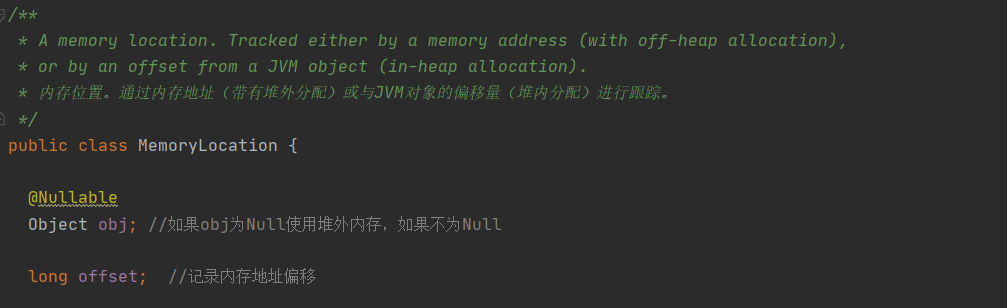 /**
 * A memory location. Tracked either by a memory address (with off-heap allocation),
 * or by an offset from a JVM object (in-heap allocation).
 * 内存位置。通过内存地址（带有堆外分配）或与JVM对象的偏移量（堆内分配）进行跟踪。
 */
public class MemoryLocation {
@Nullable
Object obj; //如果obj为Null使用堆外内存，如果不为Null
long offset;  //记录内存地址偏移